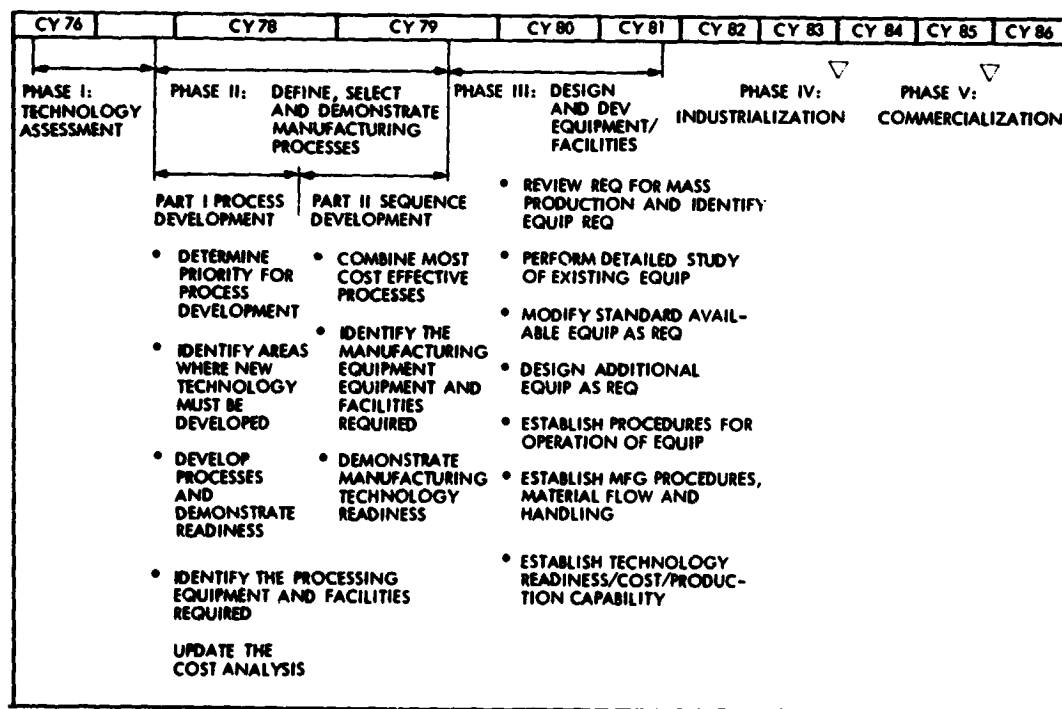 CY 76 CY 78 CY 79 CY 80 CY 81 CY 82 CY 83 CY 84 CY 85 CY 86
PHASE I:
TECHNOLOGY
ASSESSMENT
PHASE II: DEFINE, SELECT
AND DEMONSTRATE
MANUFACTURING
PROCESSES
PHASE III: DESIGN
AND DEV
EQUIPMENT/
FACILITIES
PHASE IV:
INDUSTRIALIZATION
PHASE V:
COMMERCIALIZATION
PART I PROCESS
DEVELOPMENT
• DETERMINE
PRIORITY FOR
PROCESS
DEVELOPMENT
• IDENTIFY AREAS
WHERE NEW
TECHNOLOGY
MUST BE
DEVELOPED
• DEVELOP
PROCESSES
AND
DEMONSTRATE
READINESS
• IDENTIFY THE PROCESSING
EQUIPMENT AND FACILITIES
REQUIRED
UPDATE THE
COST ANALYSIS
PART II SEQUENCE
DEVELOPMENT
• COMBINE MOST
COST EFFECTIVE
PROCESSES
• IDENTIFY THE
MANUFACTURING
EQUIPMENT
EQUIPMENT AND
FACILITIES
REQUIRED
• DEMONSTRATE
MANUFACTURING
TECHNOLOGY
READINESS
• REVIEW REQ FOR MASS
PRODUCTION AND IDENTIFY
EQUIP REQ
• PERFORM DETAILED STUDY
OF EXISTING EQUIP
• MODIFY STANDARD AVAIL-
ABLE EQUIP AS REQ
• DESIGN ADDITIONAL
EQUIP AS REQ
• ESTABLISH PROCEDURES FOR
OPERATION OF EQUIP
• ESTABLISH MFG PROCEDURES,
MATERIAL FLOW AND
HANDLING
• ESTABLISH TECHNOLOGY
READINESS/COST/PRODUC-
TION CAPABILITY